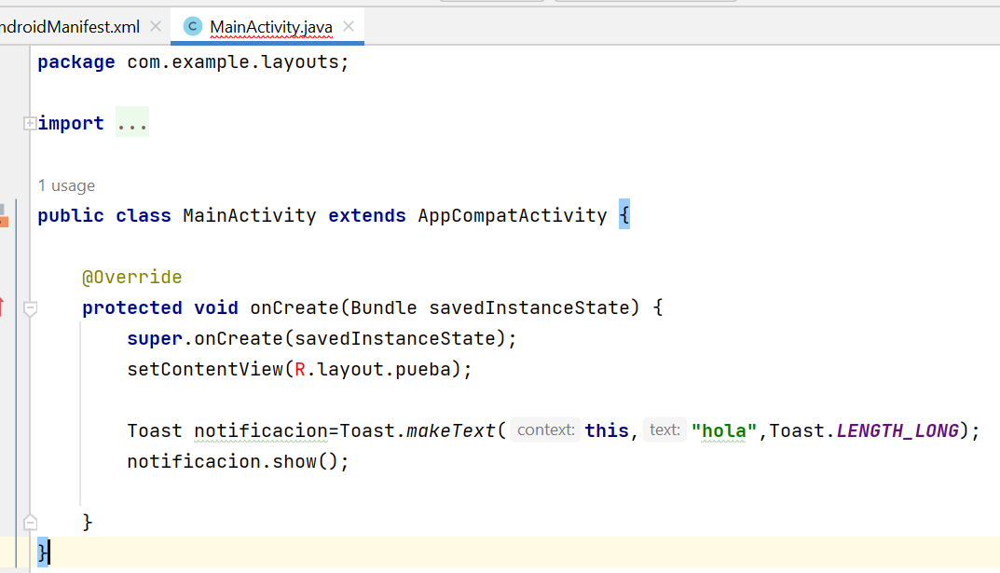 ndroidManifest.xml × C MainActivity.java ×
package com.example.layouts;
import ...
1 usage
public class MainActivity extends AppCompatActivity {
@Override
protected void onCreate(Bundle savedInstanceState) {
super.onCreate(savedInstanceState);
setContentView(R.layout.pueba);
Toast notificacion=Toast.makeText( context: this, text: "hola",Toast.LENGTH_LONG);
notificacion.show();
}
}